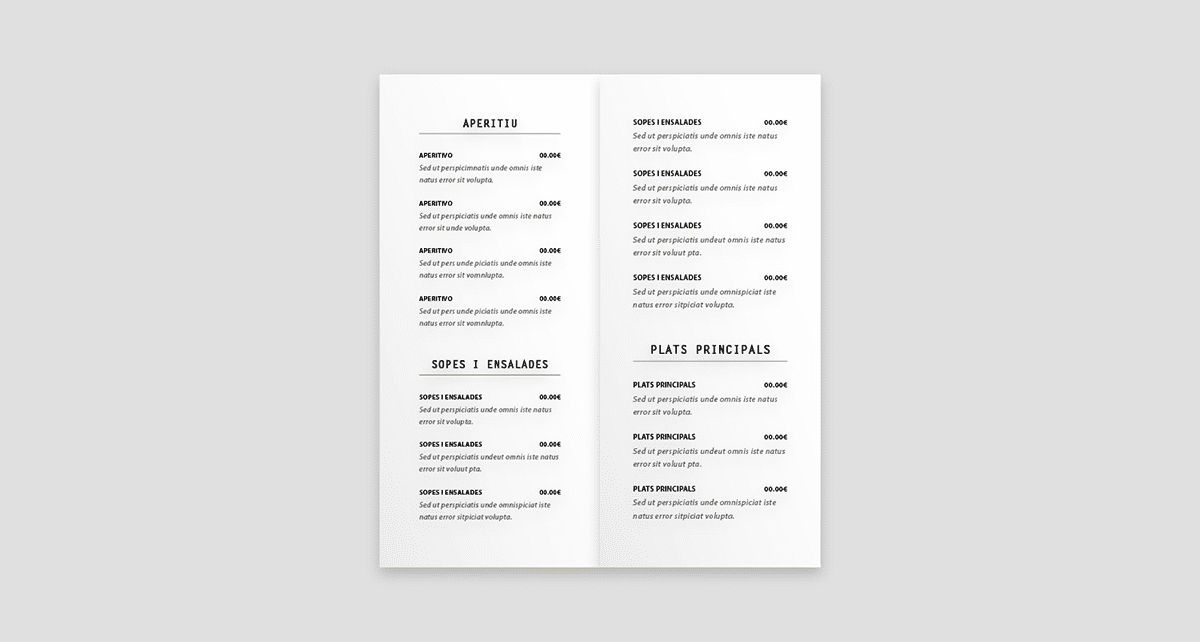 APERITIU
APERITIVO 00.00€
Sed ut perspicimnatis unde omnis iste
natus error sit volupta.
APERITIVO 00.00€
Sed ut perspiciatis unde omnis iste natus
error sit unde volupta.
APERITIVO 00.00€
Sed ut pers unde piciatis unde omnis iste
natus error sit vomnlupta.
APERITIVO 00.00€
Sed ut pers unde piciatis unde omnis iste
natus error sit vomnlupta.
SOPES I ENSALADES
SOPES I ENSALADES 00.00€
Sed ut perspiciatis unde omnis iste natus
error sit volupta.
SOPES I ENSALADES 00.00€
Sed ut perspiciatis undeut omnis iste natus
error sit voluut pta.
SOPES I ENSALADES 00.00€
Sed ut perspiciatis unde omnispiciat iste
natus error sitpiciat volupta.
SOPES I ENSALADES 00.00€
Sed ut perspiciatis unde omnis iste natus
error sit volupta.
SOPES I ENSALADES 00.00€
Sed ut perspiciatis unde omnis iste natus
error sit volupta.
SOPES I ENSALADES 00.00€
Sed ut perspiciatis undeut omnis iste natus
error sit voluut pta.
SOPES I ENSALADES 00.00€
Sed ut perspiciatis unde omnispiciat iste
natus error sitpiciat volupta.
PLATS PRINCIPALS
PLATS PRINCIPALS 00.00€
Sed ut perspiciatis unde omnis iste natus
error sit volupta.
PLATS PRINCIPALS 00.00€
Sed ut perspiciatis undeut omnis iste natus
error sit voluut pta.
PLATS PRINCIPALS 00.00€
Sed ut perspiciatis unde omnispiciat iste
natus error sitpiciat volupta.